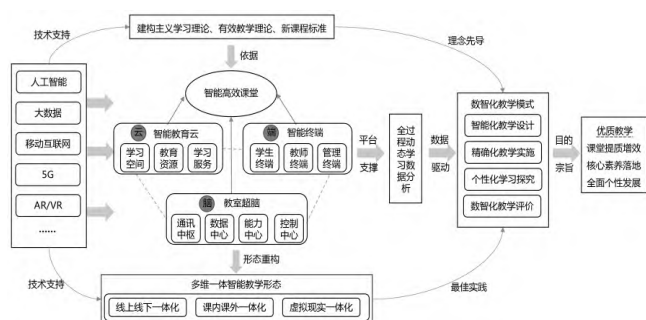 建构主义学习理论、有效教学理论、新课程标准
技术支持
理念先导
依据
人工智能
大数据
移动互联网
5G
AR/VR
......
智能高效课堂
云 智能教育云
学习空间
教育资源
学习服务
端 智能终端
学生终端
教师终端
管理终端
脑 教室超脑
通讯中枢
数据中心
能力中心
控制中心
平台
支撑
全过程动态学习数据分析
数据
驱动
数智化教学模式
智能化教学设计
精确化教学实施
个性化学习探究
数智化教学评价
目的
宗旨
优质教学
课堂提质增效
核心素养落地
全面个性发展
形态重构
技术支持
最佳实践
多维一体智能教学形态
线上线下一体化
课内课外一体化
虚拟现实一体化